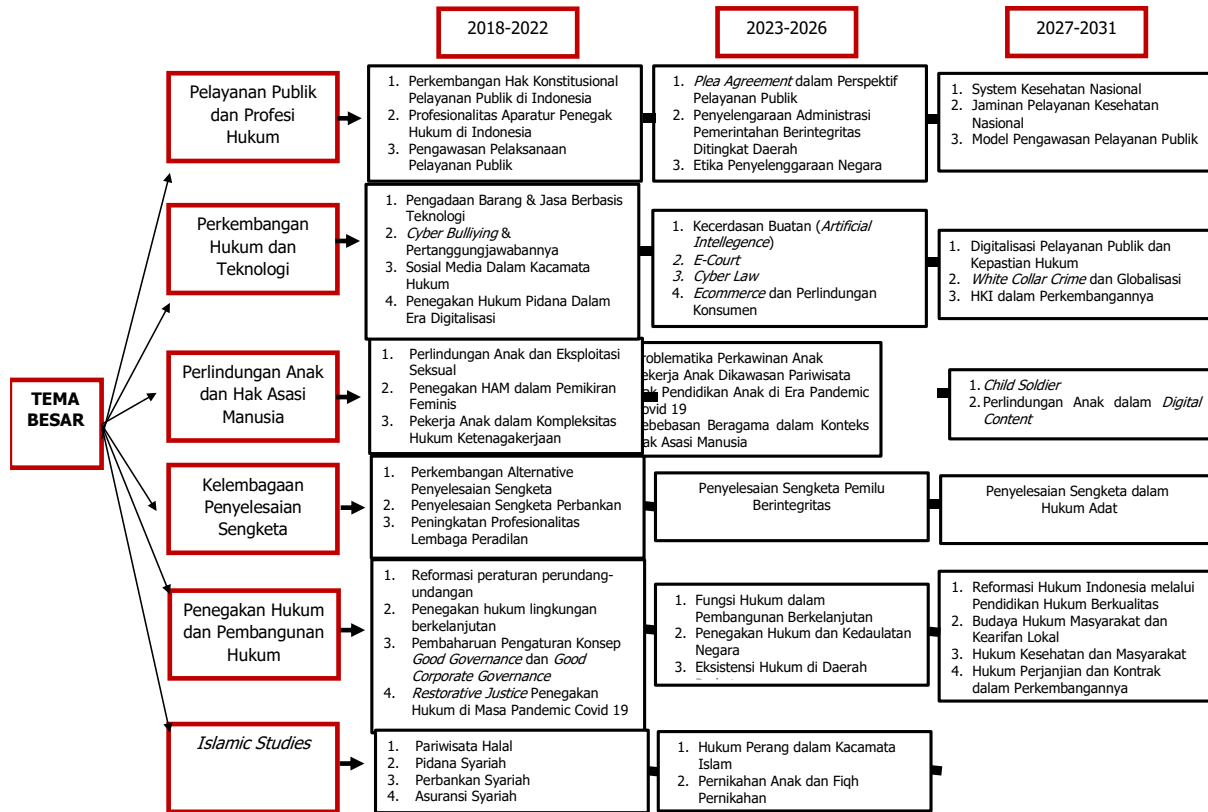 2018-2022
2023-2026
2027-2031
TEMA
BESAR
Pelayanan Publik
dan Profesi
Hukum
1. Perkembangan Hak Konstitusional
Pelayanan Publik di Indonesia
2. Profesionalitas Aparatur Penegak
Hukum di Indonesia
3. Pengawasan Pelaksanaan
Pelayanan Publik
1. Plea Agreement dalam Perspektif
Pelayanan Publik
2. Penyelengaraan Administrasi
Pemerintahan Berintegritas
Ditingkat Daerah
3. Etika Penyelenggaraan Negara
1. System Kesehatan Nasional
2. Jaminan Pelayanan Kesehatan
Nasional
3. Model Pengawasan Pelayanan Publik
Perkembangan
Hukum dan
Teknologi
1. Pengadaan Barang & Jasa Berbasis
Teknologi
2. Cyber Buliying &
Pertanggungjawabannya
3. Sosial Media Dalam Kacamata
Hukum
4. Penegakan Hukum Pidana Dalam
Era Digitalisasi
1. Kecerdasan Buatan (Artificial
Intellegence)
2. E-Court
3. Cyber Law
4. Ecommerce dan Perlindungan
Konsumen
1. Digitalisasi Pelayanan Publik dan
Kepastian Hukum
2. White Collar Crime dan Globalisasi
3. HKI dalam Perkembangannya
Perlindungan Anak
dan Hak Asasi
Manusia
1. Perlindungan Anak dan Eksploitasi
Seksual
2. Penegakan HAM dalam Pemikiran
Feminis
3. Pekerja Anak dalam Kompleksitas
Hukum Ketenagakerjaan
roblematika Perkawinan Anak
ekerja Anak Dikawasan Pariwisata
k Pendidikan Anak di Era Pandemic
ovid 19
ebebasan Beragama dalam Konteks
ak Asasi Manusia
1. Child Soldier
2. Perlindungan Anak dalam Digital
Content
Kelembagaan
Penyelesaian
Sengketa
1. Perkembangan Alternative
Penyelesaian Sengketa
2. Penyelesaian Sengketa Perbankan
3. Peningkatan Profesionalitas
Lembaga Peradilan
Penyelesaian Sengketa Pemilu
Berintegritas
Penyelesaian Sengketa dalam
Hukum Adat
Penegakan Hukum
dan Pembangunan
Hukum
1. Reformasi peraturan perundang-
undangan
2. Penegakan hukum lingkungan
berkelanjutan
3. Pembaharuan Pengaturan Konsep
Good Governance dan Good
Corporate Governance
4. Restorative Justice Penegakan
Hukum di Masa Pandemic Covid 19
1. Fungsi Hukum dalam
Pembangunan Berkelanjutan
2. Penegakan Hukum dan Kedaulatan
Negara
3. Eksistensi Hukum di Daerah
1. Reformasi Hukum Indonesia melalui
Pendidikan Hukum Berkualitas
2. Budaya Hukum Masyarakat dan
Kearifan Lokal
3. Hukum Kesehatan dan Masyarakat
4. Hukum Perjanjian dan Kontrak
dalam Perkembangannya
Islamic Studies
1. Pariwisata Halal
2. Pidana Syariah
3. Perbankan Syariah
4. Asuransi Syariah
1. Hukum Perang dalam Kacamata
Islam
2. Pernikahan Anak dan Fiqh
Pernikahan